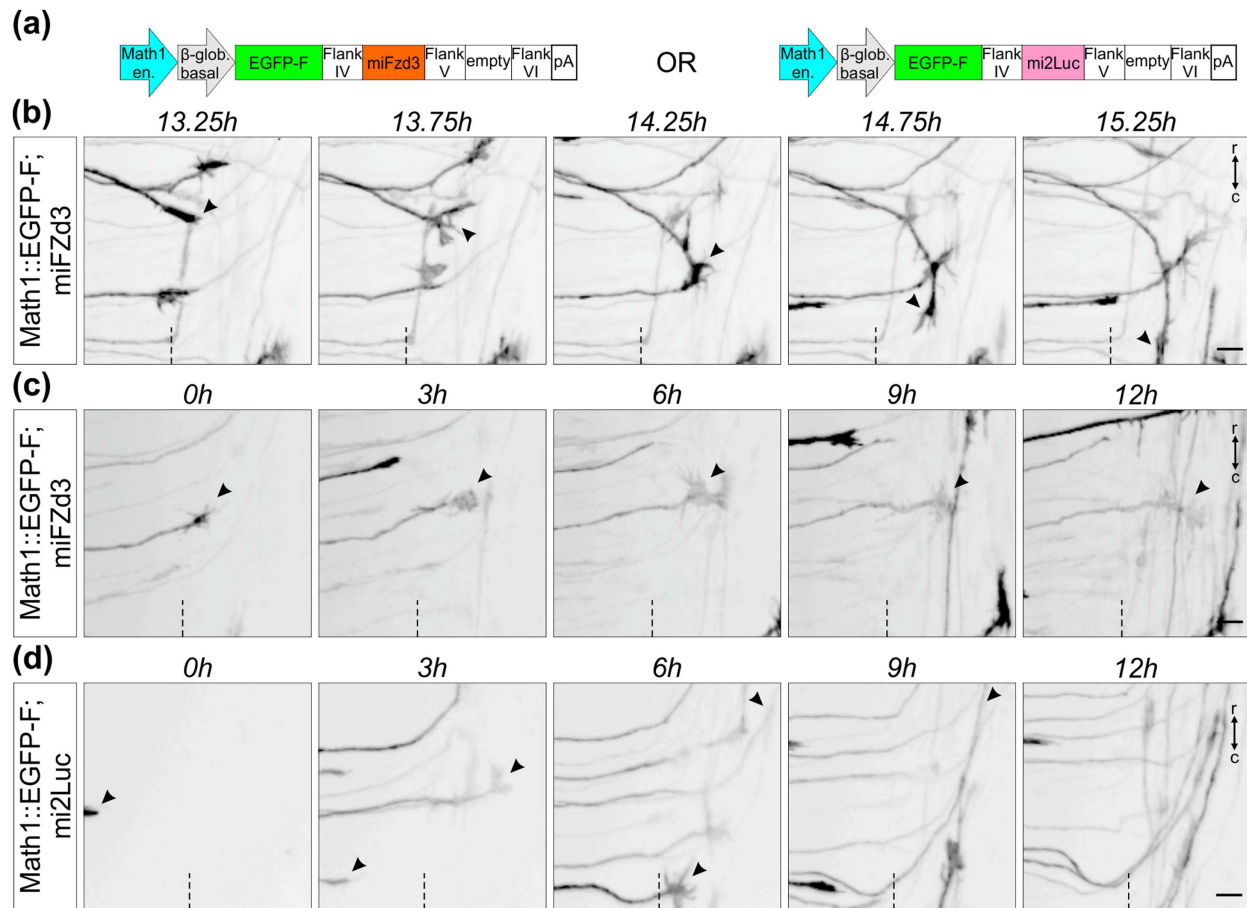 (a)
Math1 en.
β-glob. basal
EGFP-F
Flank IV
miFzd3
Flank V
empty
Flank VI
pA
OR
Math1 en.
β-glob. basal
EGFP-F
Flank IV
mi2Luc
Flank V
empty
Flank VI
pA
(b)
13.25h 13.75h 14.25h 14.75h 15.25h
Math1::EGFP-F;
miFZd3
r
c
(c)
0h 3h 6h 9h 12h
Math1::EGFP-F;
miFZd3
r
c
(d)
0h 3h 6h 9h 12h
Math1::EGFP-F;
mi2Luc
r
c